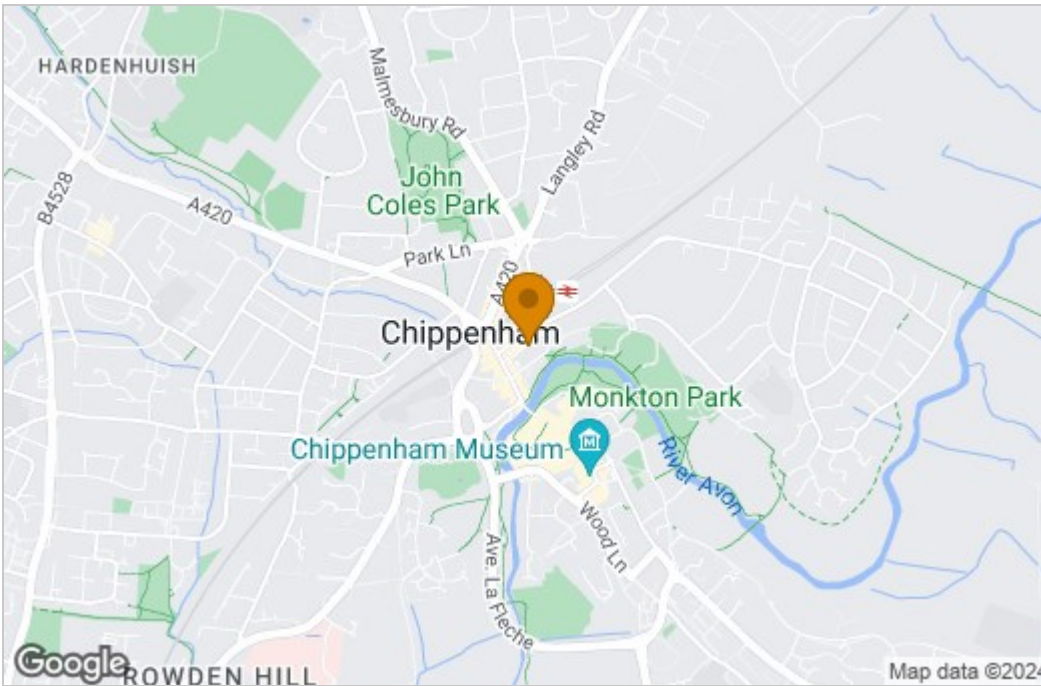 HARDENHUISH
Malmesbury Rd
Langley Rd
John
Coles Park
B4528
A420
Park Ln
A420
Chippenham
Monkton Park
Chippenham Museum
M
River Avon
Wood Ln
Ave. La Fleche
Google
ROWDEN HILL
Map data ©2024